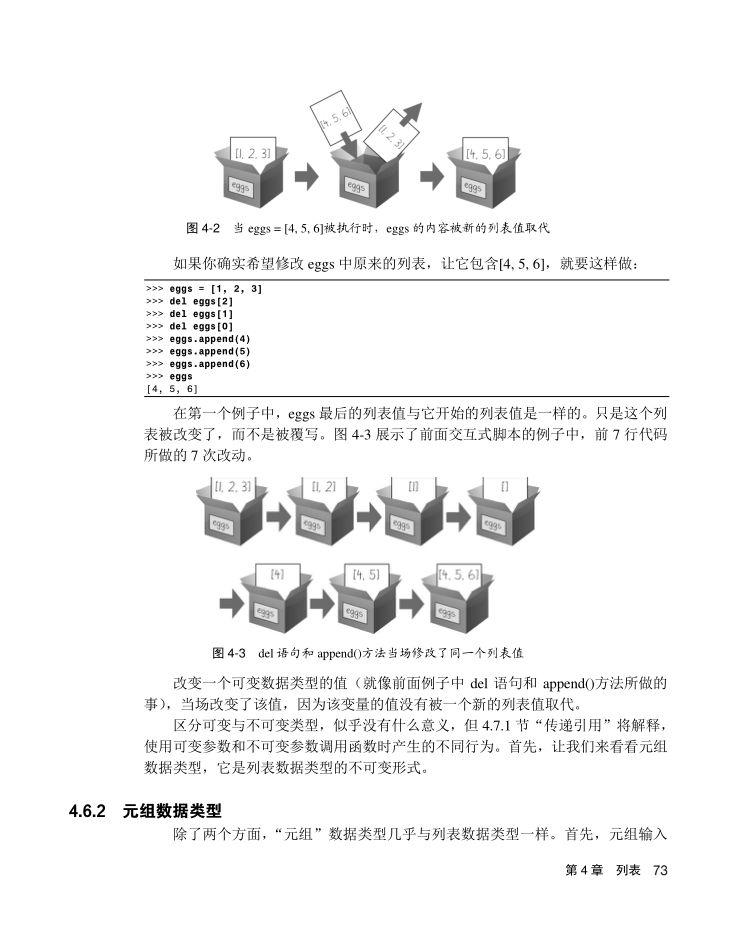 [1, 2, 3]
eggs
[4, 5, 6]
[1, 2, 3]
eggs
[4, 5, 6]
eggs
图 4-2 当 eggs = [4, 5, 6]被执行时，eggs 的内容被新的列表值取代
如果你确实希望修改 eggs 中原来的列表，让它包含[4, 5, 6]，就要这样做：
>>> eggs = [1, 2, 3]
>>> del eggs[2]
>>> del eggs[1]
>>> del eggs[0]
>>> eggs.append(4)
>>> eggs.append(5)
>>> eggs.append(6)
>>> eggs
[4, 5, 6]
在第一个例子中，eggs 最后的列表值与它开始的列表值是一样的。只是这个列
表被改变了，而不是被覆写。图 4-3 展示了前面交互式脚本的例子中，前 7 行代码
所做的 7 次改动。
[1, 2, 3]
eggs
[1, 2]
eggs
[1]
eggs
[]
eggs
[4]
eggs
[4, 5]
eggs
[4, 5, 6]
eggs
图 4-3 del 语句和 append()方法当场修改了同一个列表值
改变一个可变数据类型的值（就像前面例子中 del 语句和 append()方法所做的
事），当场改变了该值，因为该变量的值没有被一个新的列表值取代。
区分可变与不可变类型，似乎没有什么意义，但 4.7.1 节“传递引用”将解释，
使用可变参数和不可变参数调用函数时产生的不同行为。首先，让我们来看看元组
数据类型，它是列表数据类型的不可变形式。
4.6.2 元组数据类型
除了两个方面，“元组”数据类型几乎与列表数据类型一样。首先，元组输入
第 4 章 列表 73